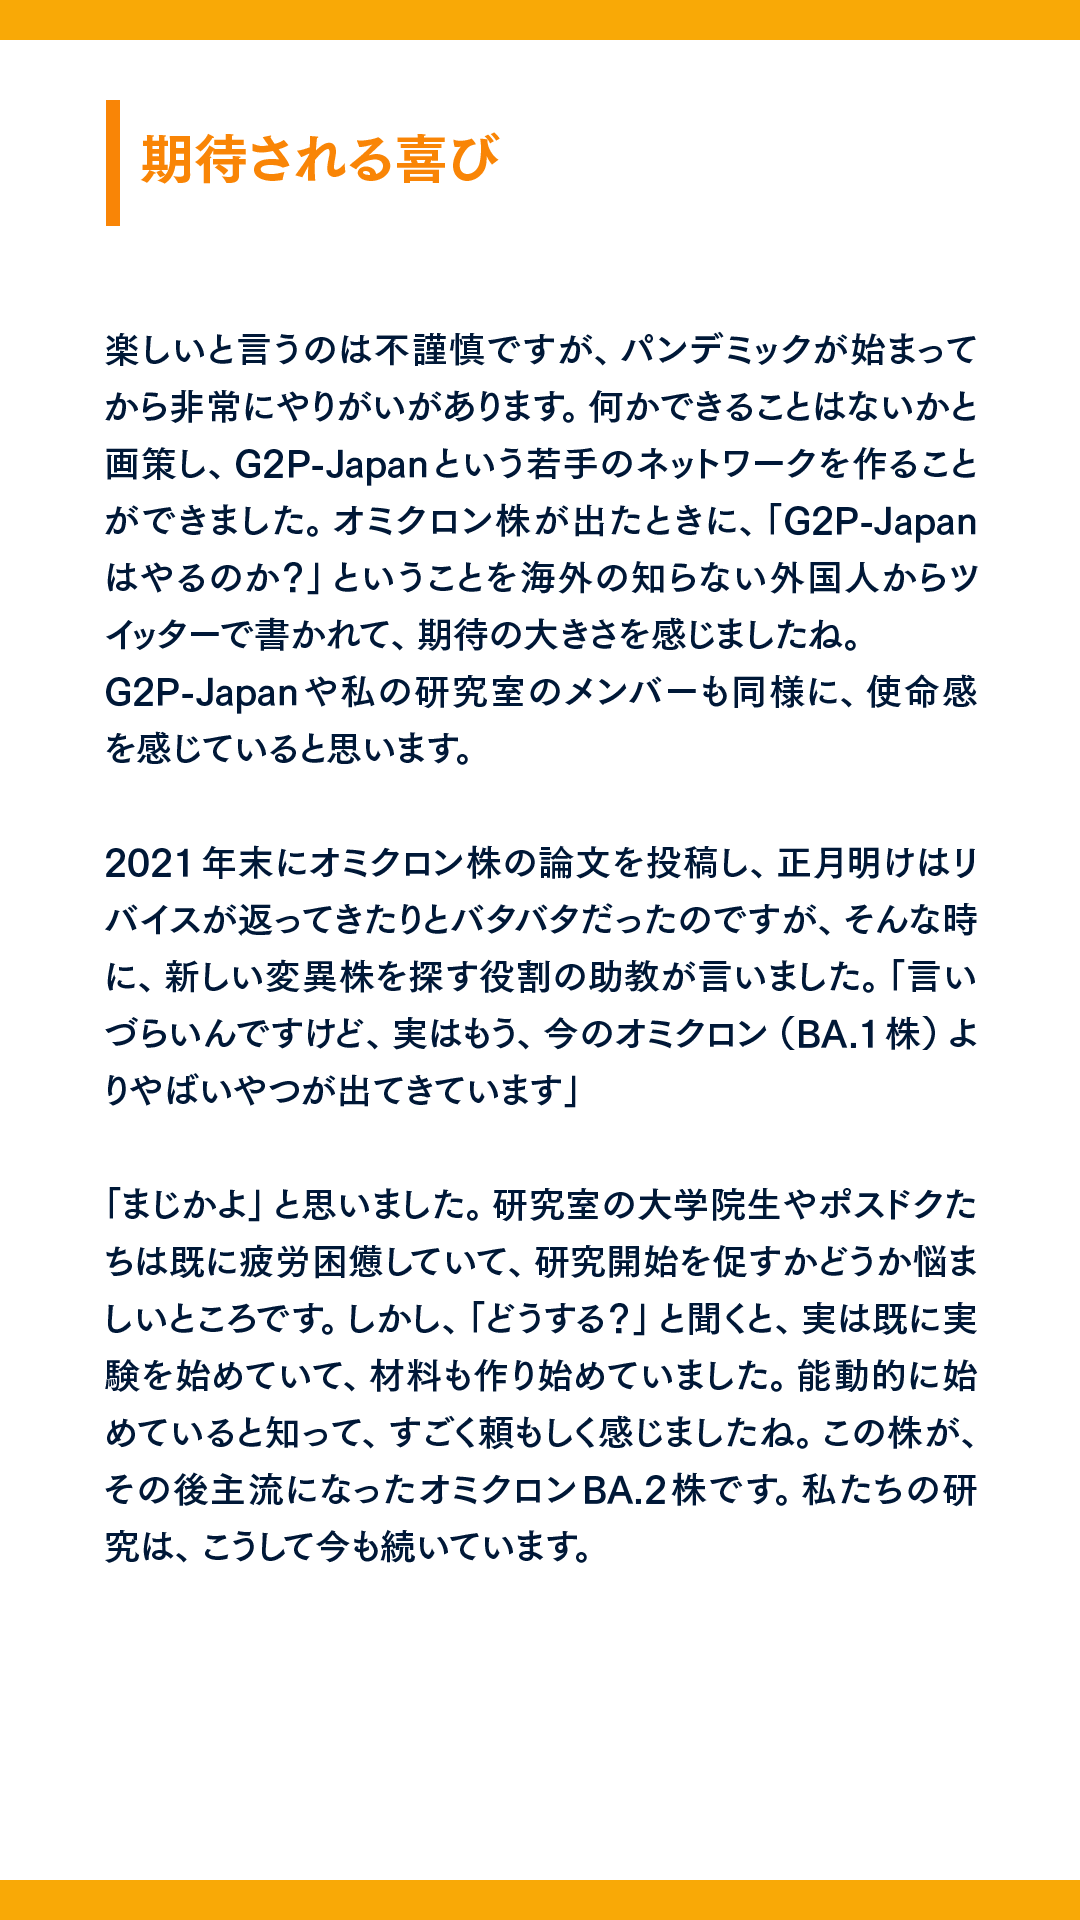 期待される喜び
楽しいと言うのは不謹慎ですが、パンデミックが始まって
から非常にやりがいがあります。何かできることはないかと
画策し、G2P-Japanという若手のネットワークを作ること
ができました。オミクロン株が出たときに、「G2P-Japan
はやるのか？」ということを海外の知らない外国人からツ
イッターで書かれて、期待の大きさを感じましたね。
G2P-Japanや私の研究室のメンバーも同様に、使命感
を感じていると思います。
2021年末にオミクロン株の論文を投稿し、正月明けはリ
バイスが返ってきたりとバタバタだったのですが、そんな時
に、新しい変異株を探す役割の助教が言いました。「言い
づらいんですけど、実はもう、今のオミクロン（BA.1株）よ
りやばいやつが出てきています」
「まじかよ」と思いました。研究室の大学院生やポスドクた
ちは既に疲労困憊していて、研究開始を促すかどうか悩ま
しいところです。しかし、「どうする？」と聞くと、実は既に実
験を始めていて、材料も作り始めていました。能動的に始
めていると知って、すごく頼もしく感じましたね。この株が、
その後主流になったオミクロンBA.2株です。私たちの研
究は、こうして今も続いています。